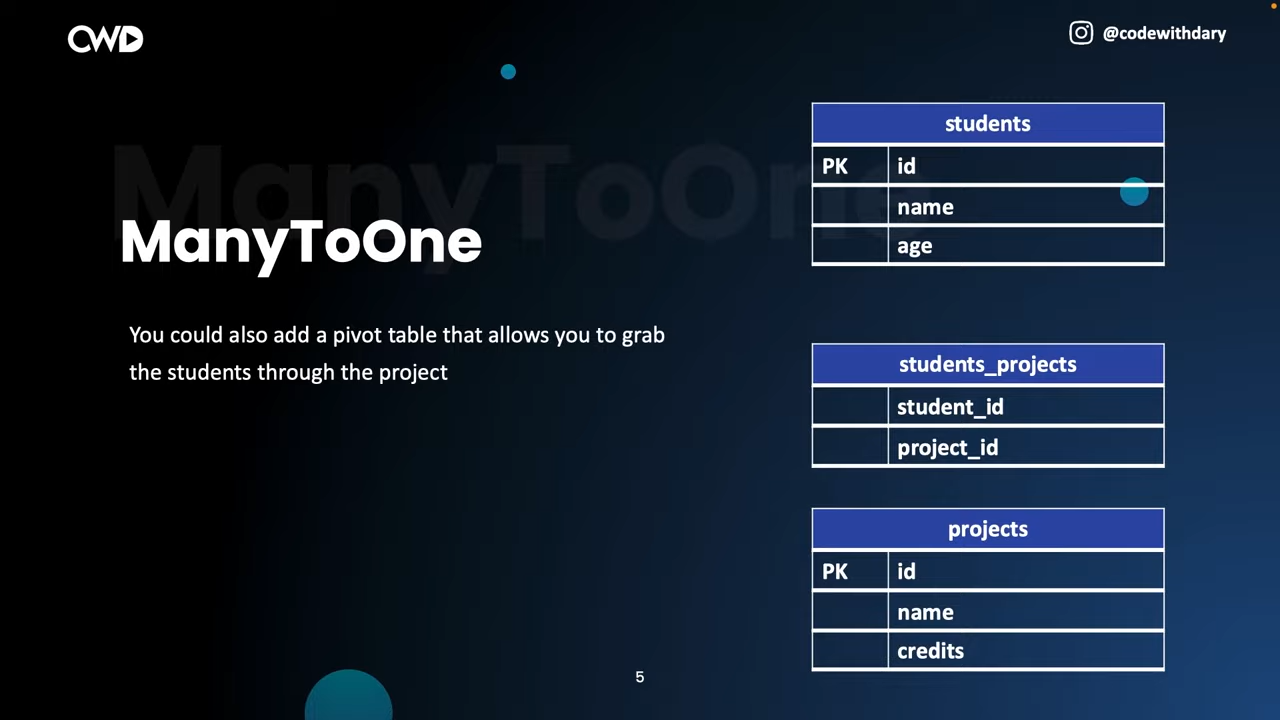 CWD
@codewithdary
ManyToOne
ManyToOne
You could also add a pivot table that allows you to grab
the students through the project
students
PK id
name
age
students_projects
student_id
project_id
projects
PK id
name
credits
5